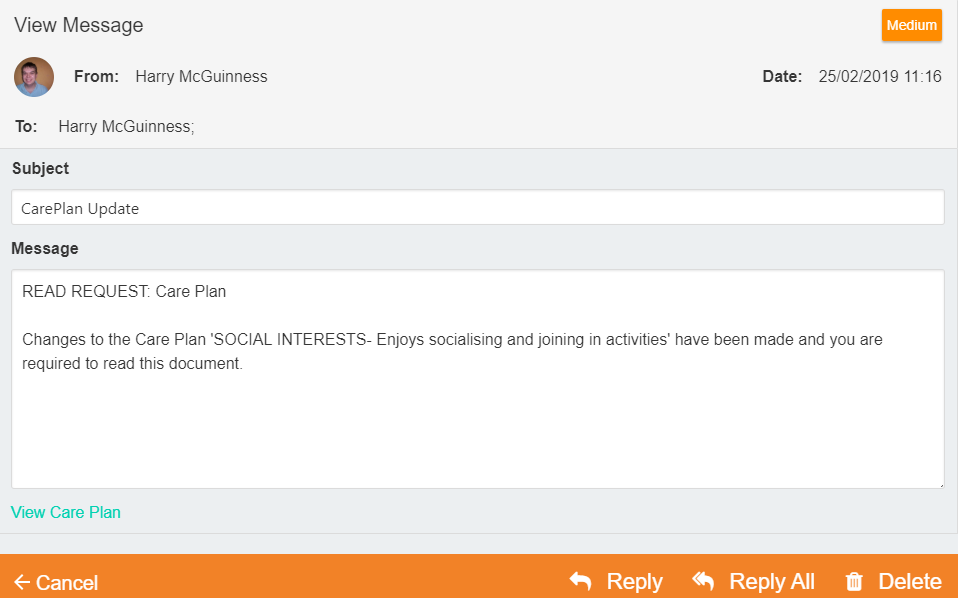 View Message
Medium
From: Harry McGuinness
Date: 25/02/2019 11:16
To: Harry McGuinness;
Subject
CarePlan Update
Message
READ REQUEST: Care Plan
Changes to the Care Plan 'SOCIAL INTERESTS- Enjoys socialising and joining in activities' have been made and you are
required to read this document.
View Care Plan
Cancel
Reply
Reply All
Delete